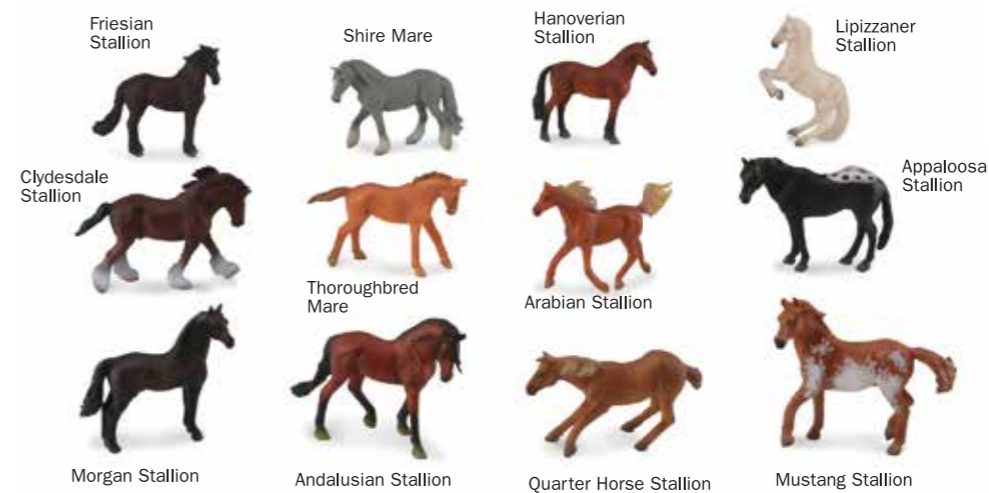 Friesian
Stallion
Shire Mare
Hanoverian
Stallion
Lipizzaner
Stallion
Clydesdale
Stallion
Thoroughbred
Mare
Arabian Stallion
Appaloosa
Stallion
Morgan Stallion
Andalusian Stallion
Quarter Horse Stallion
Mustang Stallion